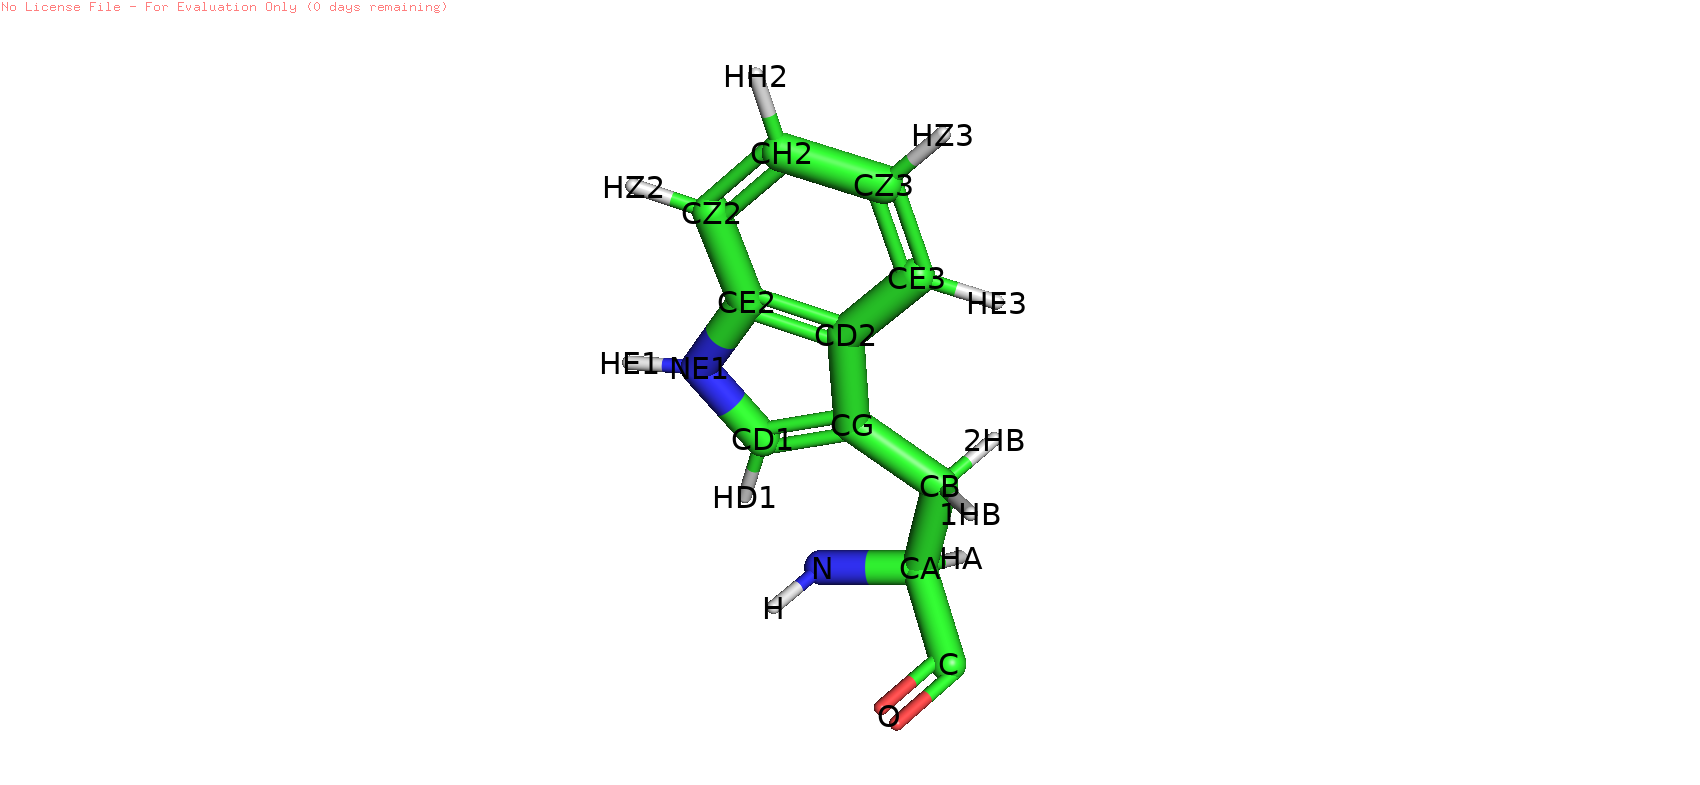 No License File - For Evaluation Only (0 days remaining)
HH2
HZ3
CH2
CZ3
HZ2
CZ2
CE3
CE2
HE3
CD2
HE1
NE1
CG
CD1
2HB
CB
HD1
1HB
HA
N
CA
H
C
O